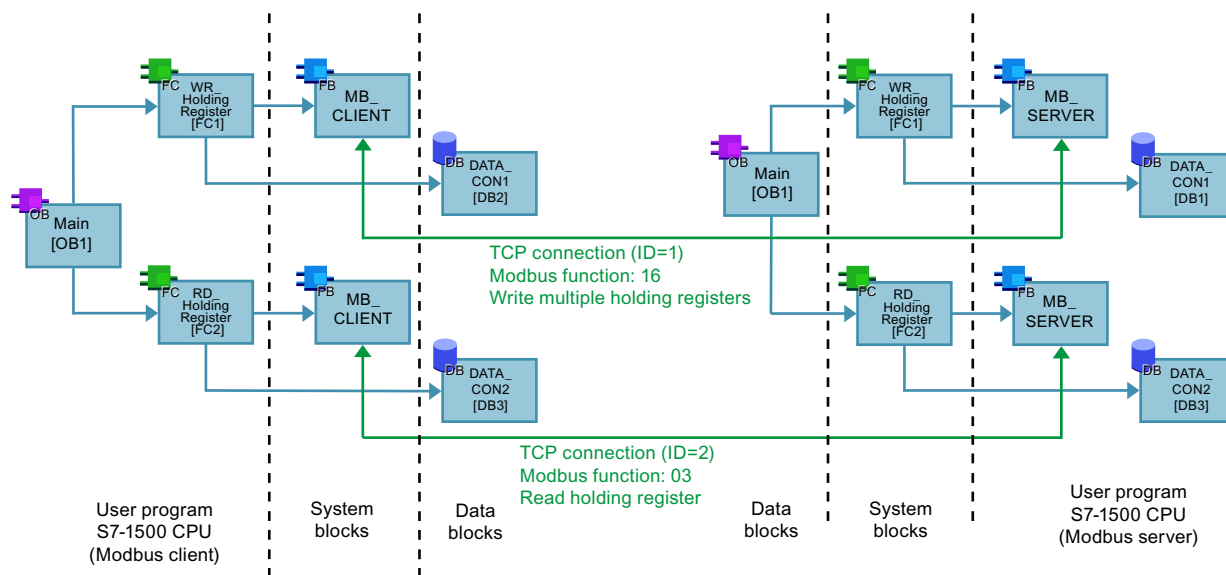 FC
WR_
Holding
Register
[FC1]
FB
MB_
CLIENT
DB
DATA_
CON1
[DB2]
OB
Main
[OB1]
FC
RD_
Holding
Register
[FC2]
FB
MB_
CLIENT
DB
DATA_
CON2
[DB3]
TCP connection (ID=1)
Modbus function: 16
Write multiple holding registers
TCP connection (ID=2)
Modbus function: 03
Read holding register
OB
Main
[OB1]
FC
WR_
Holding
Register
[FC1]
FB
MB_
SERVER
DB
DATA_
CON1
[DB1]
FC
RD_
Holding
Register
[FC2]
FB
MB_
SERVER
DB
DATA_
CON2
[DB3]
User program
S7-1500 CPU
(Modbus client)
System
blocks
Data
blocks
Data
blocks
System
blocks
User program
S7-1500 CPU
(Modbus server)